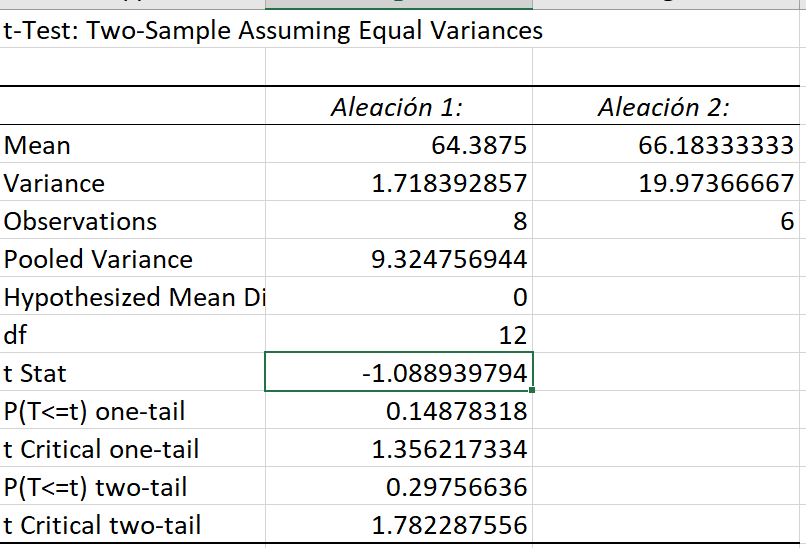 t-Test: Two-Sample Assuming Equal Variances
Aleación 1: Aleación 2:
Mean 64.3875 66.18333333
Variance 1.718392857 19.97366667
Observations 8 6
Pooled Variance 9.324756944
Hypothesized Mean Di 0
df 12
t Stat -1.088939794
P(T<=t) one-tail 0.14878318
t Critical one-tail 1.356217334
P(T<=t) two-tail 0.29756636
t Critical two-tail 1.782287556